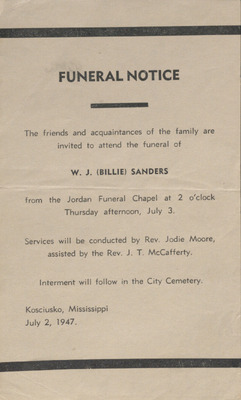 FUNERAL NOTICE
The friends and acquaintances of the family are
invited to attend the funeral of
W. J. (BILLIE) SANDERS
from the Jordan Funeral Chapel at 2 o'clock
Thursday afternoon, July 3.
Services will be conducted by Rev. Jodie Moore,
assisted by the Rev. J. T. McCafferty.
Interment will follow in the City Cemetery.
Kosciusko, Mississippi
July 2, 1947.